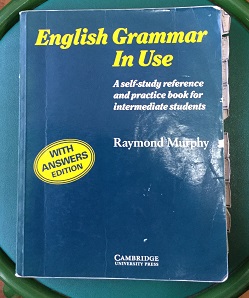 English Grammar
In Use
A self-study reference
and practice book for
intermediate students
Raymond Murphy
WITH
ANSWERS
EDITION
CAMBRIDGE
UNIVERSITY PRESS